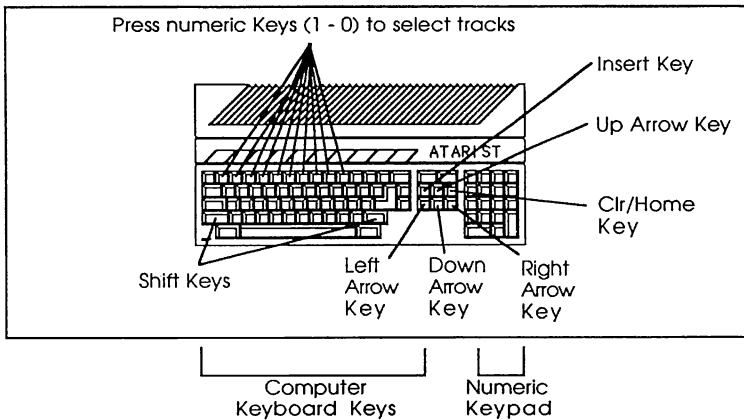 Press numeric Keys (1 - 0) to select tracks
Insert Key
Up Arrow Key
ATARI ST
Clr/Home
Key
Shift Keys
Left
Arrow
Key
Down
Arrow
Key
Right
Arrow
Key
Computer
Keyboard Keys
Numeric
Keypad